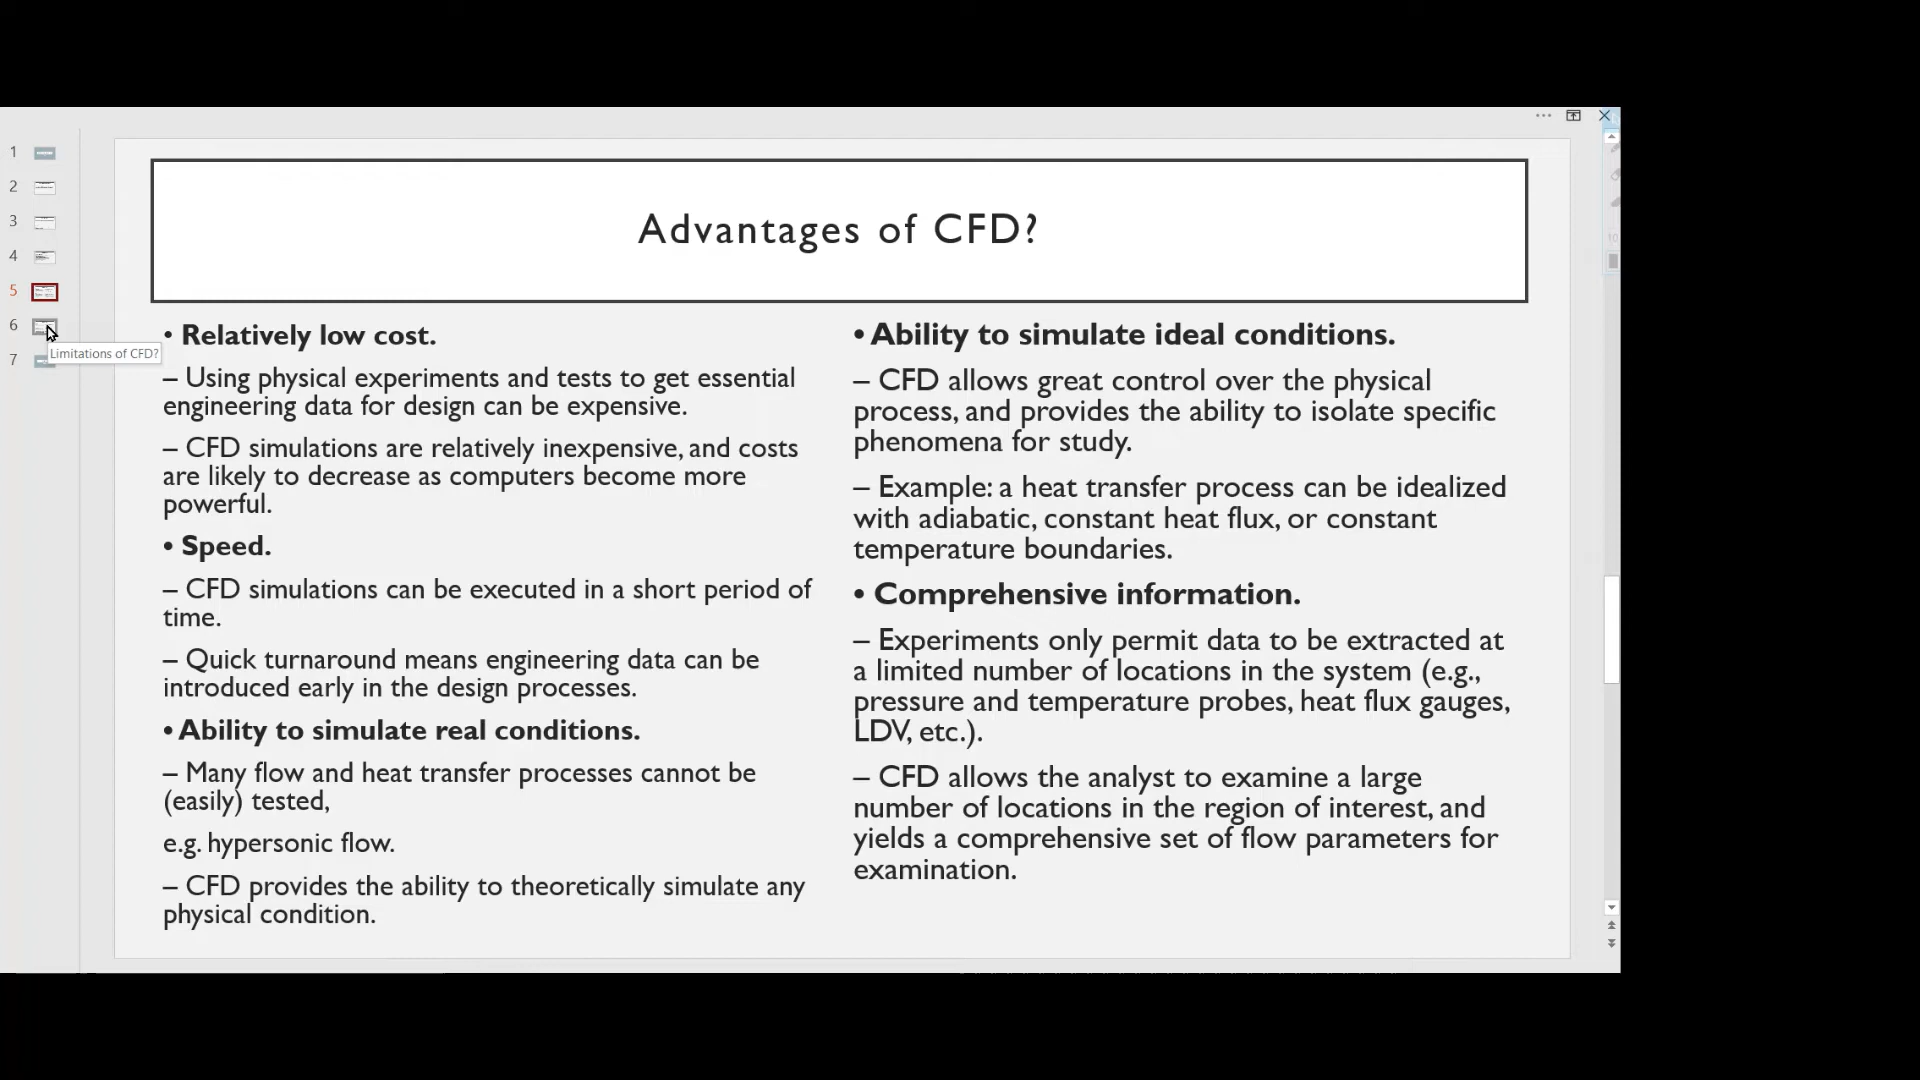 1
2
3
4
5
6
Limitations of CFD?
7
Advantages of CFD?
• Relatively low cost.
– Using physical experiments and tests to get essential
engineering data for design can be expensive.
– CFD simulations are relatively inexpensive, and costs
are likely to decrease as computers become more
powerful.
• Speed.
– CFD simulations can be executed in a short period of
time.
– Quick turnaround means engineering data can be
introduced early in the design processes.
• Ability to simulate real conditions.
– Many flow and heat transfer processes cannot be
(easily) tested,
e.g. hypersonic flow.
– CFD provides the ability to theoretically simulate any
physical condition.
• Ability to simulate ideal conditions.
– CFD allows great control over the physical
process, and provides the ability to isolate specific
phenomena for study.
– Example: a heat transfer process can be idealized
with adiabatic, constant heat flux, or constant
temperature boundaries.
• Comprehensive information.
– Experiments only permit data to be extracted at
a limited number of locations in the system (e.g.,
pressure and temperature probes, heat flux gauges,
LDV, etc.).
– CFD allows the analyst to examine a large
number of locations in the region of interest, and
yields a comprehensive set of flow parameters for
examination.